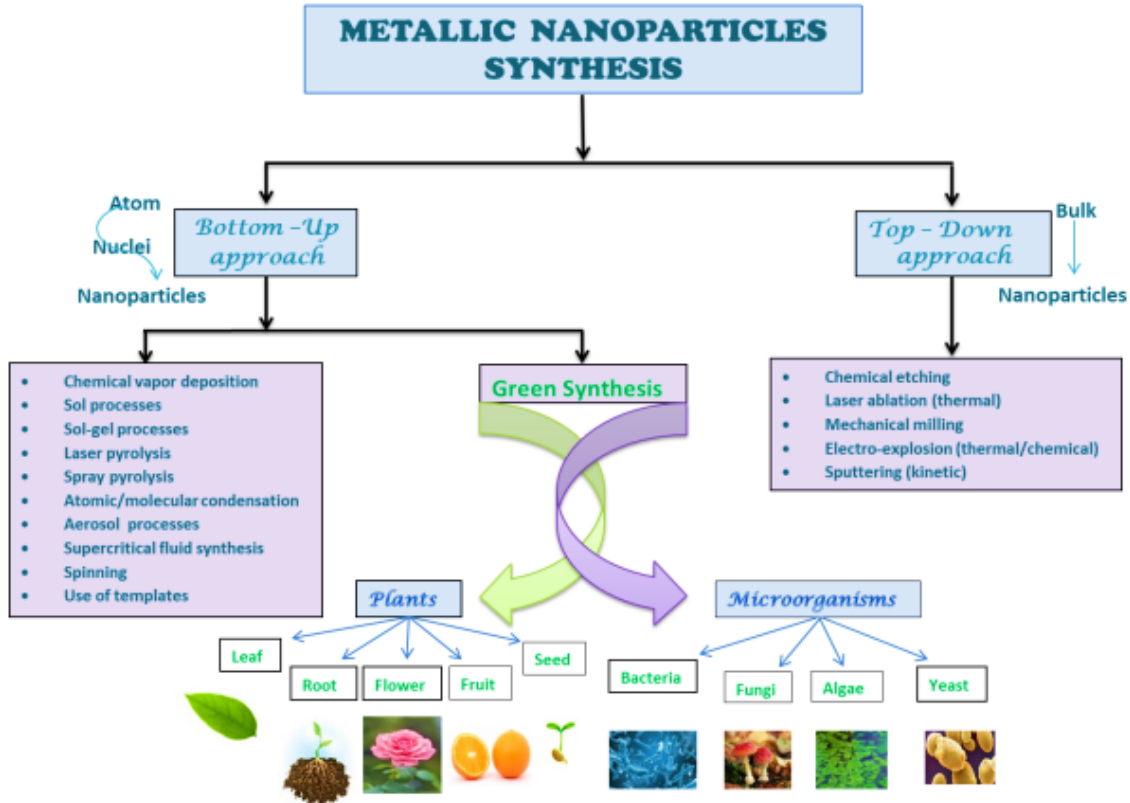 METALLIC NANOPARTICLES
SYNTHESIS
Atom
Nuclei
Nanoparticles
Bottom –Up
approach
Top – Down
approach
Bulk
Nanoparticles
• Chemical vapor deposition
• Sol processes
• Sol-gel processes
• Laser pyrolysis
• Spray pyrolysis
• Atomic/molecular condensation
• Aerosol processes
• Supercritical fluid synthesis
• Spinning
• Use of templates
Green Synthesis
• Chemical etching
• Laser ablation (thermal)
• Mechanical milling
• Electro-explosion (thermal/chemical)
• Sputtering (kinetic)
Plants
Leaf
Root
Flower
Fruit
Seed
Microorganisms
Bacteria
Fungi
Algae
Yeast